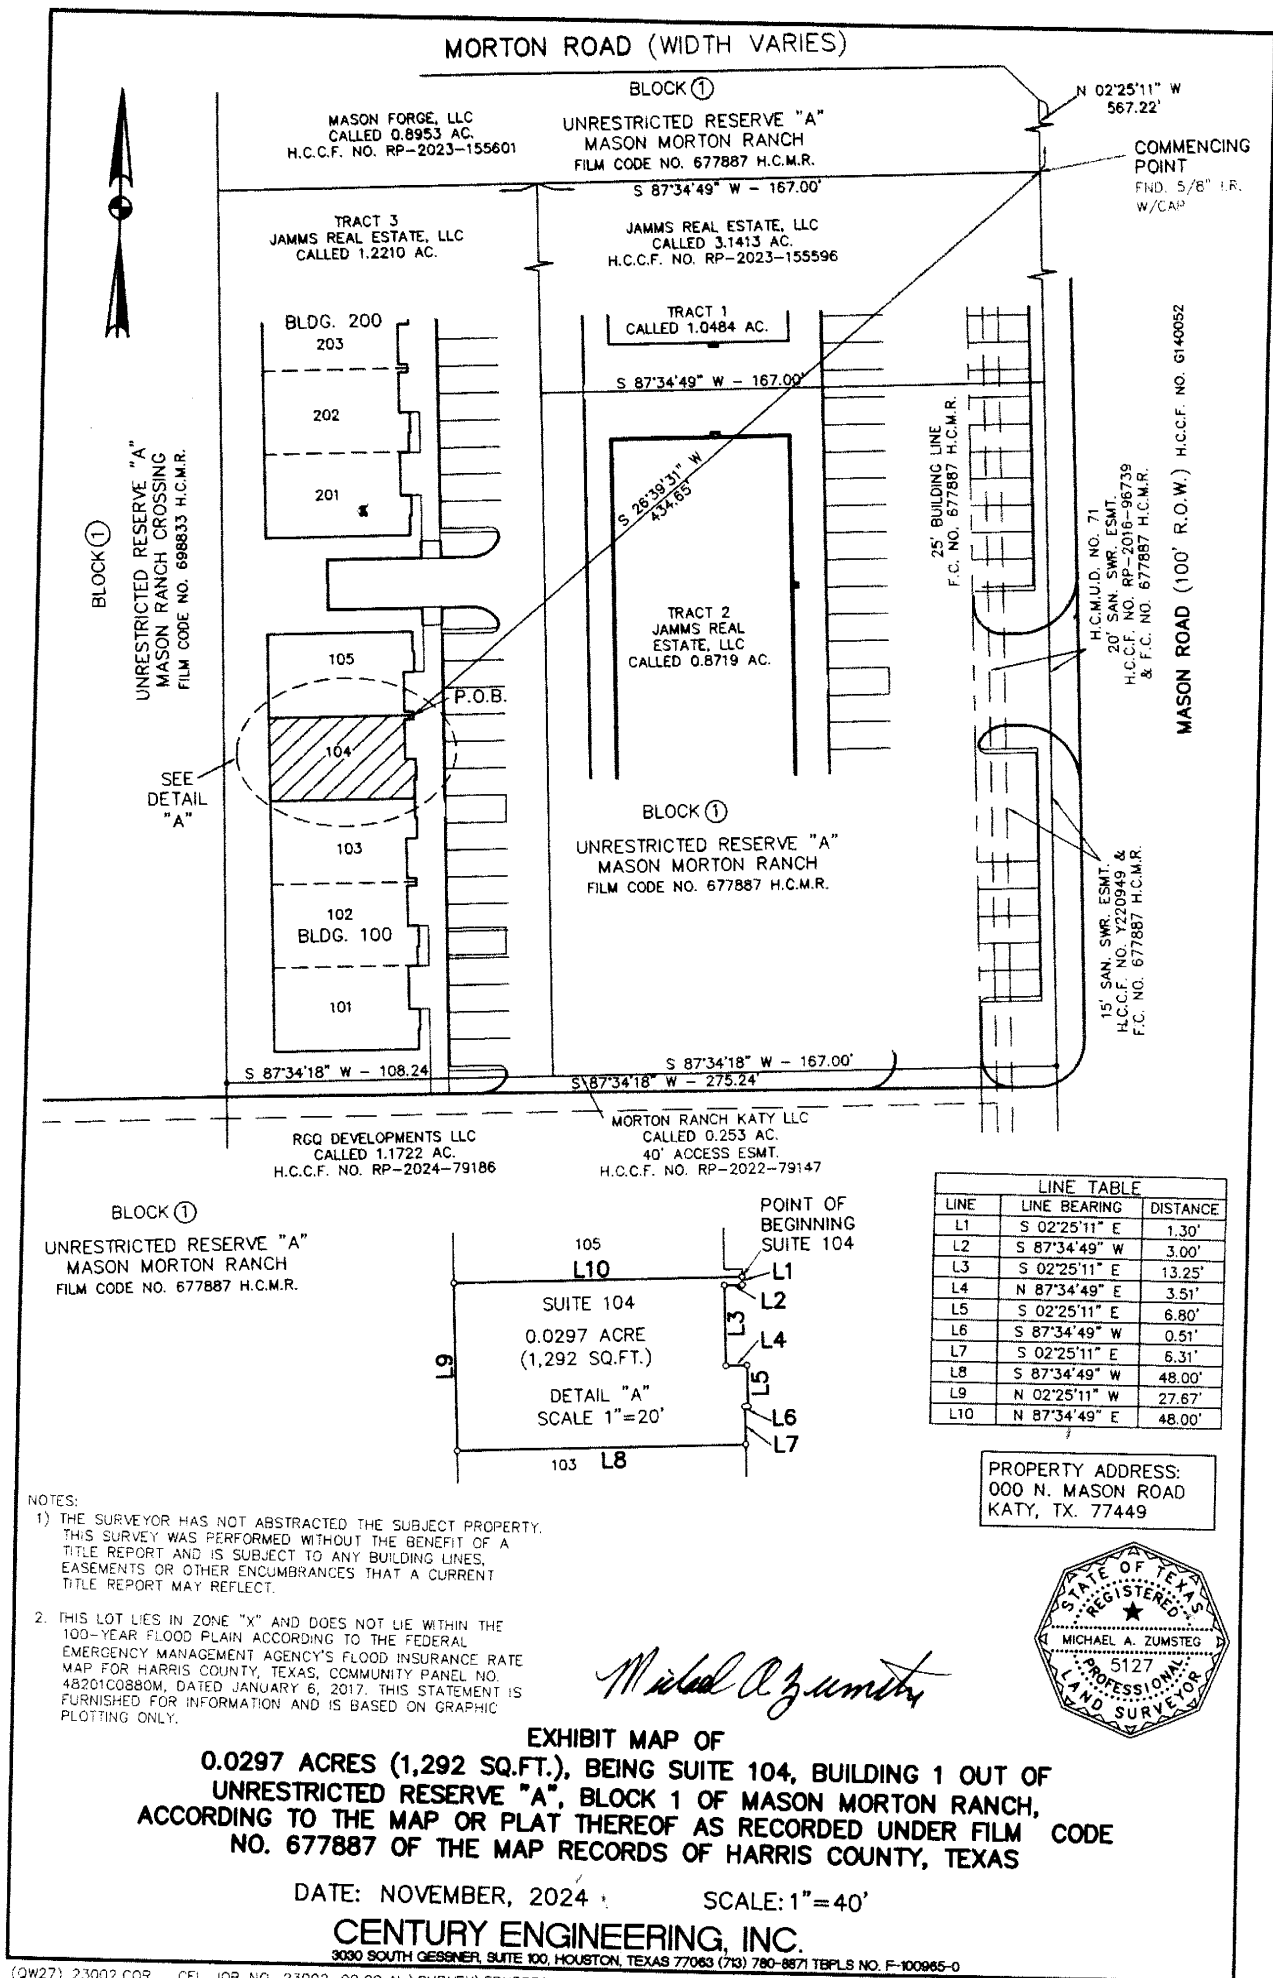 MORTON ROAD (WIDTH VARIES)
BLOCK 1
UNRESTRICTED RESERVE "A"
MASON MORTON RANCH
FILM CODE NO. 677887 H.C.M.R.
MASON FORGE, LLC
CALLED 0.8953 AC.
H.C.C.F. NO. RP-2023-155601
N 02°25'11" W
567.22'
COMMENCING
POINT
FND. 5/8" I.R.
W/CAP
S 87°34'49" W - 167.00'
TRACT 3
JAMMS REAL ESTATE, LLC
CALLED 1.2210 AC.
JAMMS REAL ESTATE, LLC
CALLED 3.1413 AC.
H.C.C.F. NO. RP-2023-155596
TRACT 1
CALLED 1.0484 AC.
BLDG. 200
203
202
201
S 87°34'49" W - 167.00'
S 26°39'31" W
434.65'
25' BUILDING LINE
F.C. NO. 677887 H.C.M.R.
H.C.M.U.D. NO. 71
20' SAN. SWR. ESMT.
H.C.C.F. NO. RP-2016-96739
& F.C. NO. 677887 H.C.M.R.
MASON ROAD (100' R.O.W.) H.C.C.F. NO. G140052
BLOCK 1
UNRESTRICTED RESERVE "A"
MASON RANCH CROSSING
FILM CODE NO. 698833 H.C.M.R.
TRACT 2
JAMMS REAL
ESTATE, LLC
CALLED 0.8719 AC.
105
P.O.B.
104
SEE
DETAIL
"A"
103
102
BLDG. 100
101
BLOCK 1
UNRESTRICTED RESERVE "A"
MASON MORTON RANCH
FILM CODE NO. 677887 H.C.M.R.
15' SAN. SWR. ESMT.
H.C.C.F. NO. Y220949 &
F.C. NO. 677887 H.C.M.R.
S 87°34'18" W - 108.24'
S 87°34'18" W - 167.00'
S 87°34'18" W - 275.24'
RGQ DEVELOPMENTS LLC
CALLED 1.1722 AC.
H.C.C.F. NO. RP-2024-79186
MORTON RANCH KATY LLC
CALLED 0.253 AC.
40' ACCESS ESMT.
H.C.C.F. NO. RP-2022-79147
BLOCK 1
UNRESTRICTED RESERVE "A"
MASON MORTON RANCH
FILM CODE NO. 677887 H.C.M.R.
POINT OF
BEGINNING
SUITE 104
105
L10
L1
L2
SUITE 104
L3
0.0297 ACRE
(1,292 SQ.FT.)
L4
L9
L5
DETAIL "A"
SCALE 1"=20'
L6
L7
103 L8
LINE TABLE
LINE LINE BEARING DISTANCE
L1 S 02°25'11" E 1.30'
L2 S 87°34'49" W 3.00'
L3 S 02°25'11" E 13.25'
L4 N 87°34'49" E 3.51'
L5 S 02°25'11" E 6.80'
L6 S 87°34'49" W 0.51'
L7 S 02°25'11" E 6.31'
L8 S 87°34'49" W 48.00'
L9 N 02°25'11" W 27.67'
L10 N 87°34'49" E 48.00'
PROPERTY ADDRESS:
000 N. MASON ROAD
KATY, TX. 77449
NOTES:
1) THE SURVEYOR HAS NOT ABSTRACTED THE SUBJECT PROPERTY.
THIS SURVEY WAS PERFORMED WITHOUT THE BENEFIT OF A
TITLE REPORT AND IS SUBJECT TO ANY BUILDING LINES,
EASEMENTS OR OTHER ENCUMBRANCES THAT A CURRENT
TITLE REPORT MAY REFLECT.
2. THIS LOT LIES IN ZONE "X" AND DOES NOT LIE WITHIN THE
100-YEAR FLOOD PLAIN ACCORDING TO THE FEDERAL
EMERGENCY MANAGEMENT AGENCY'S FLOOD INSURANCE RATE
MAP FOR HARRIS COUNTY, TEXAS, COMMUNITY PANEL NO.
48201C0880M, DATED JANUARY 6, 2017. THIS STATEMENT IS
FURNISHED FOR INFORMATION AND IS BASED ON GRAPHIC
PLOTTING ONLY.
STATE OF TEXAS
REGISTERED
MICHAEL A. ZUMSTEG
5127
PROFESSIONAL
LAND SURVEYOR
Michael A Zumsteg
EXHIBIT MAP OF
0.0297 ACRES (1,292 SQ.FT.), BEING SUITE 104, BUILDING 1 OUT OF
UNRESTRICTED RESERVE "A", BLOCK 1 OF MASON MORTON RANCH,
ACCORDING TO THE MAP OR PLAT THEREOF AS RECORDED UNDER FILM CODE
NO. 677887 OF THE MAP RECORDS OF HARRIS COUNTY, TEXAS
DATE: NOVEMBER, 2024 SCALE: 1"=40'
CENTURY ENGINEERING, INC.
3030 SOUTH GESSNER, SUITE 100, HOUSTON, TEXAS 77063 (713) 780-8871 TBPLS NO. F-100965-0